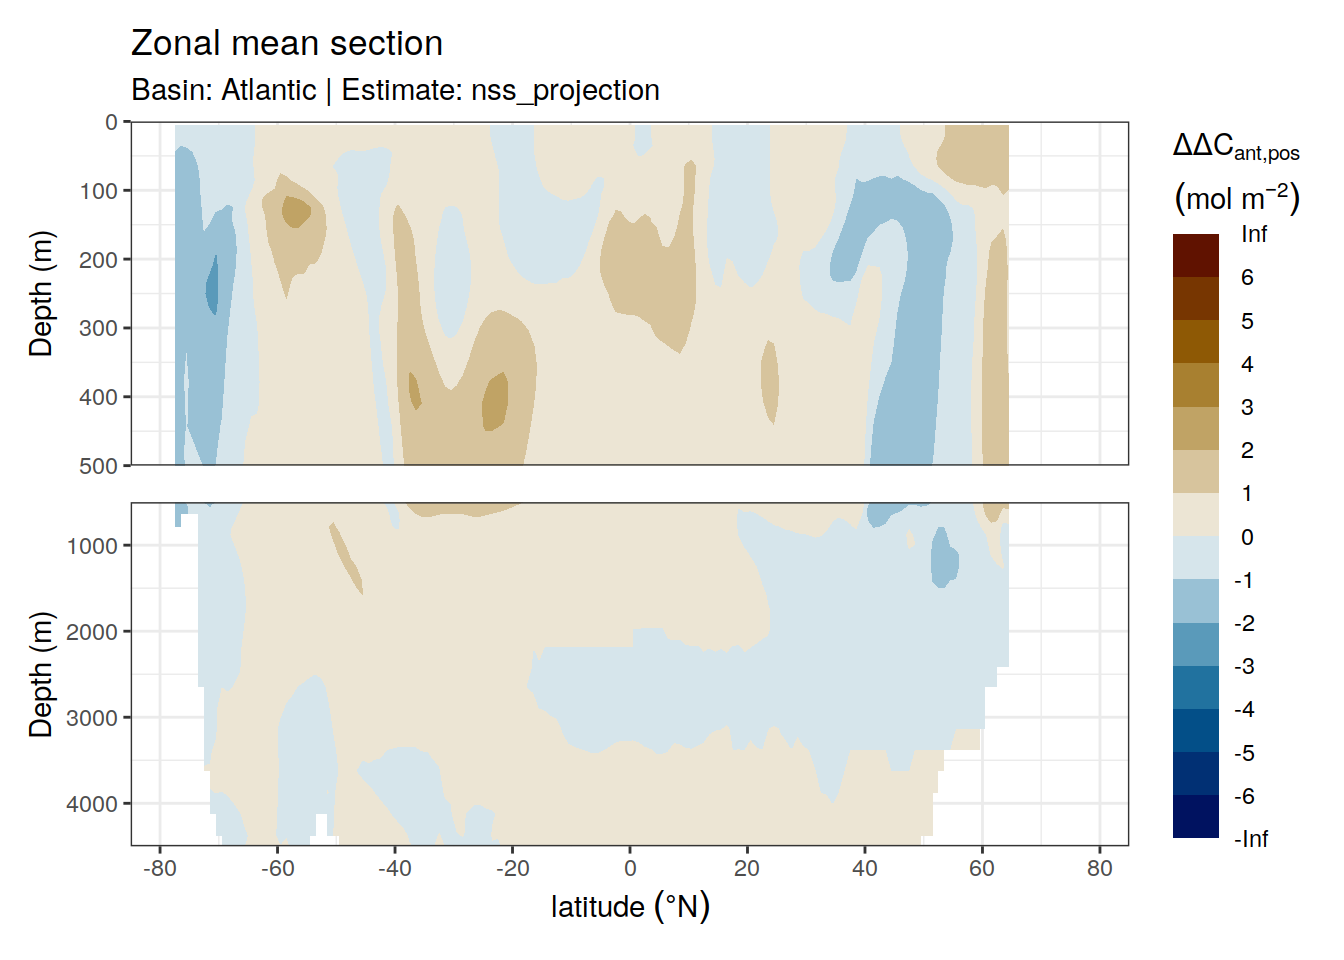 Zonal mean section
Basin: Atlantic | Estimate: nss_projection
ΔΔCant,pos
(mol m−2)
Inf
6
5
4
3
2
1
0
-1
-2
-3
-4
-5
-6
-Inf
Depth (m)
0
100
200
300
400
500
Depth (m)
1000
2000
3000
4000
-80 -60 -40 -20 0 20 40 60 80
latitude (°N)